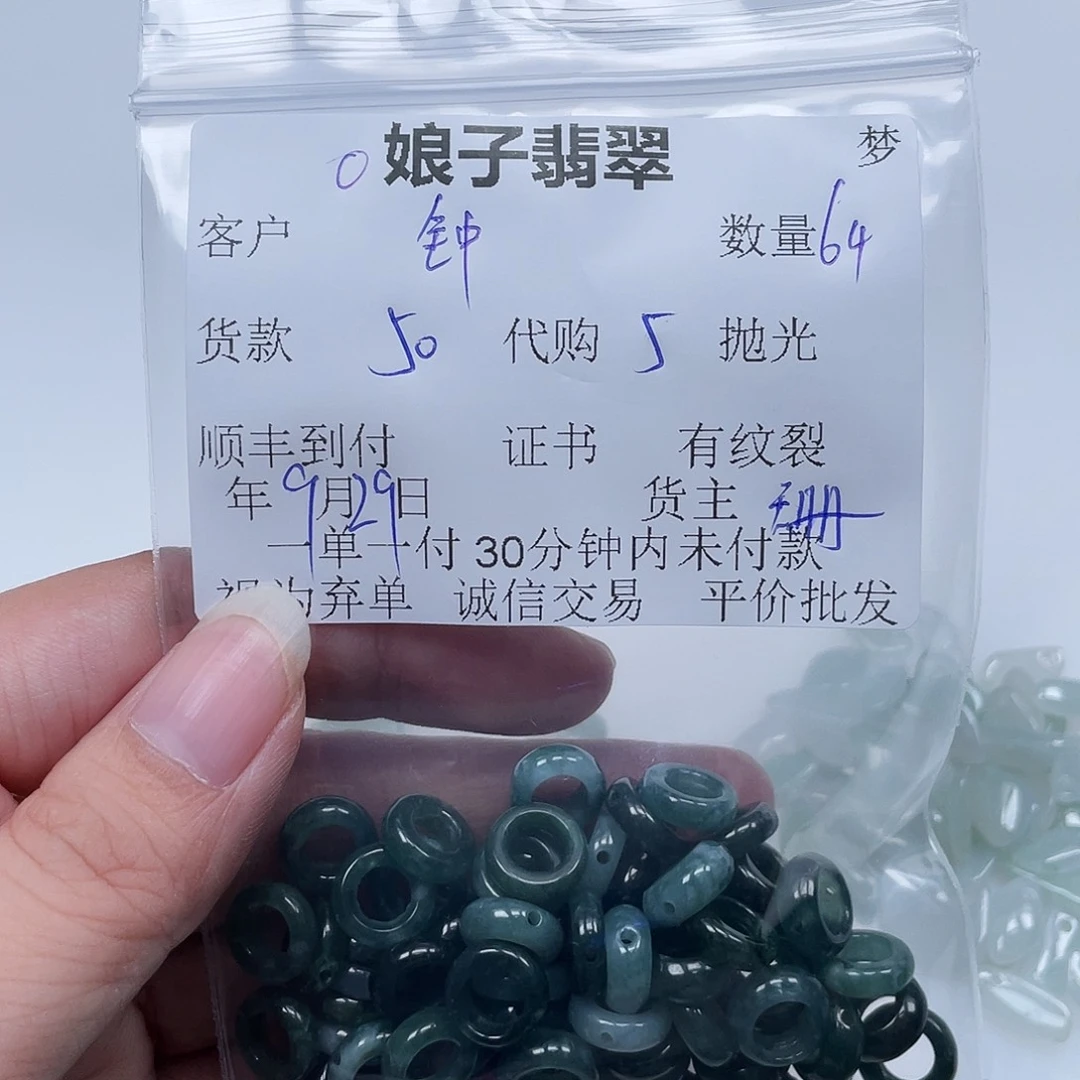 娘子翡翠 梦
客户 钟 数量 64
货款 50 代购 5 抛光
顺丰到付 证书 有纹裂
年 9月29日 货主 珊
一单一付 30分钟内未付款
视为弃单 诚信交易 平价批发